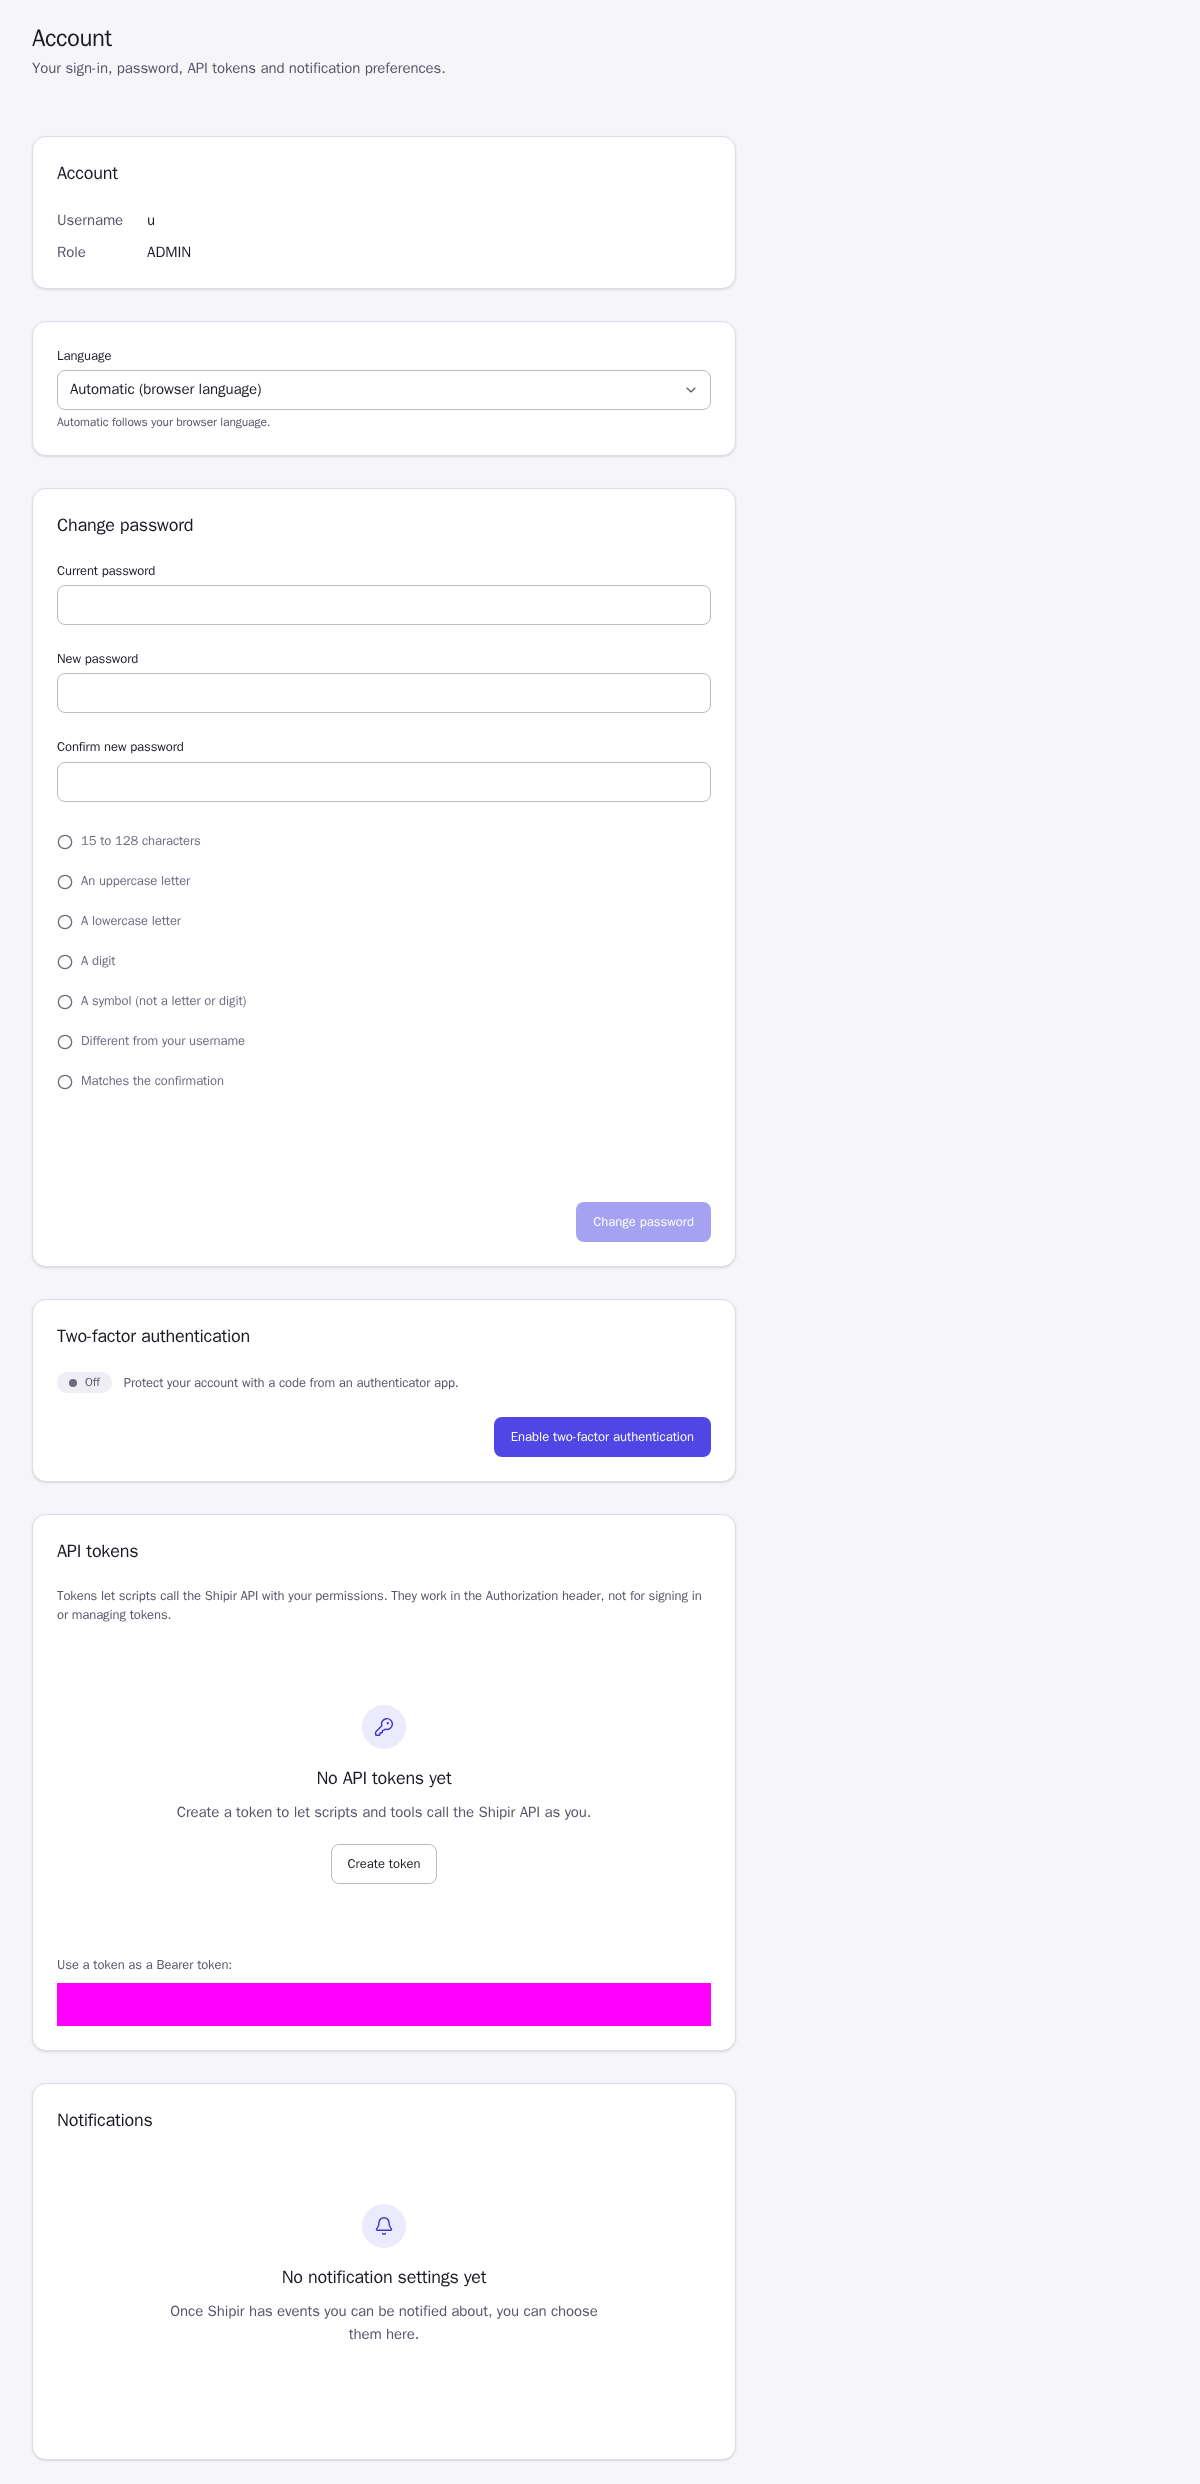 Account
Your sign-in, password, API tokens and notification preferences.
Account
Username u
Role ADMIN
Language
Automatic (browser language)
Automatic follows your browser language.
Change password
Current password
New password
Confirm new password
15 to 128 characters
An uppercase letter
A lowercase letter
A digit
A symbol (not a letter or digit)
Different from your username
Matches the confirmation
Change password
Two-factor authentication
Off Protect your account with a code from an authenticator app.
Enable two-factor authentication
API tokens
Tokens let scripts call the Shipir API with your permissions. They work in the Authorization header, not for signing in
or managing tokens.
No API tokens yet
Create a token to let scripts and tools call the Shipir API as you.
Create token
Use a token as a Bearer token:
Notifications
No notification settings yet
Once Shipir has events you can be notified about, you can choose
them here.